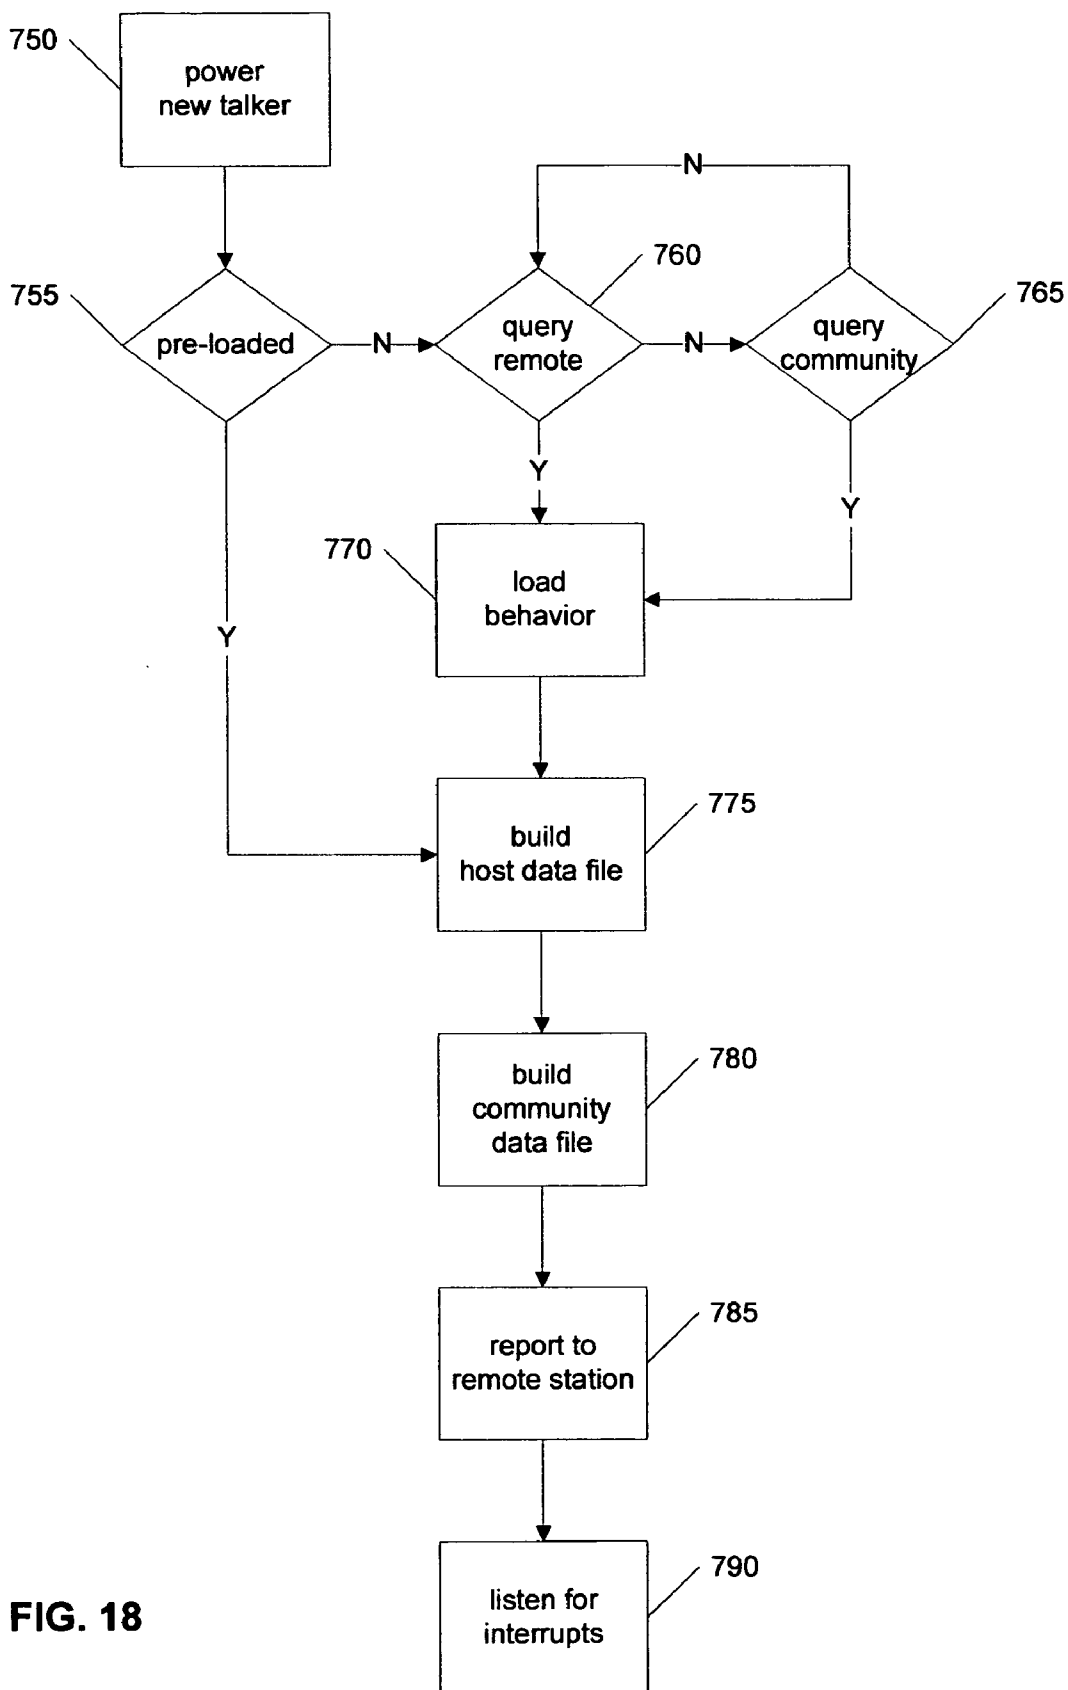 750
power
new talker
N
755
pre-loaded
N
760
query
remote
N
765
query
community
Y
Y
770
load
behavior
Y
775
build
host data file
780
build
community
data file
785
report to
remote station
790
listen for
interrupts
FIG. 18